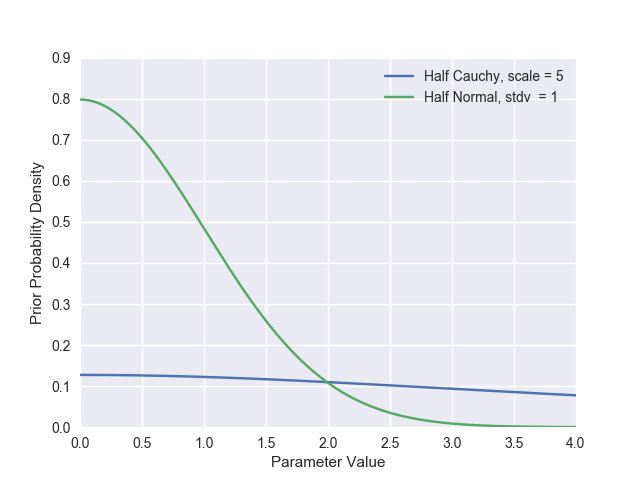 0.9
0.8
0.7
0.6
0.5
0.4
0.3
0.2
0.1
0.0
Prior Probability Density
Half Cauchy, scale = 5
Half Normal, stdv  = 1
0.0 0.5 1.0 1.5 2.0 2.5 3.0 3.5 4.0
Parameter Value